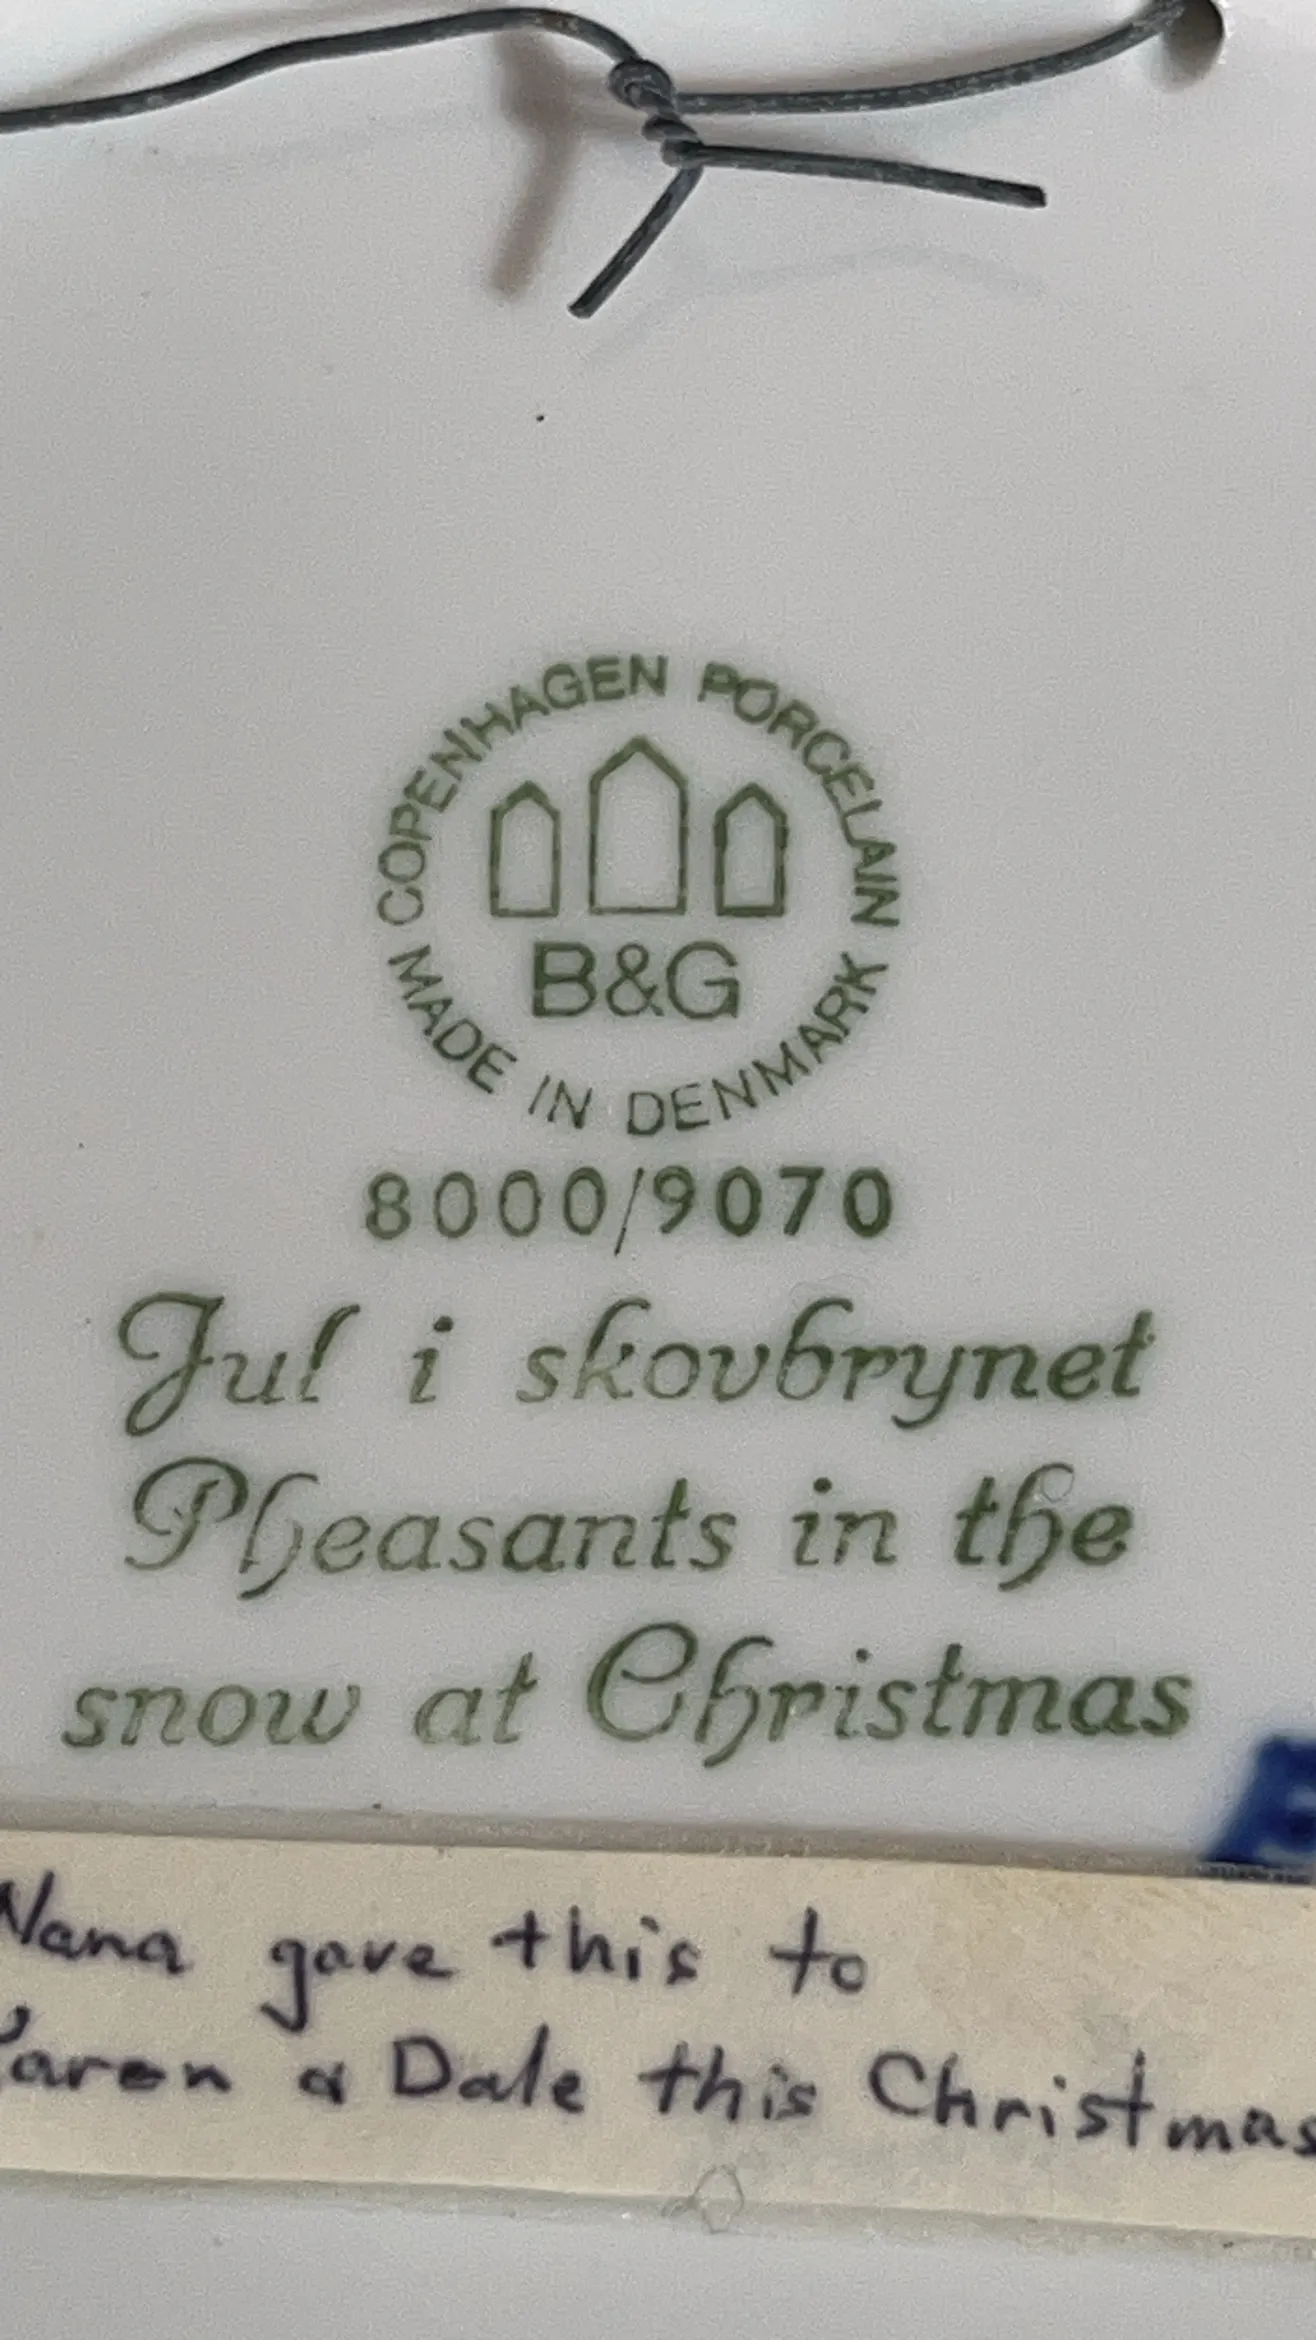 COPENHAGEN PORCELAIN
B&G
MADE IN DENMARK
8000/9070
Jul i skovbrynet
Pheasants in the
snow at Christmas
Nana gave this to
& Dale this Christmas